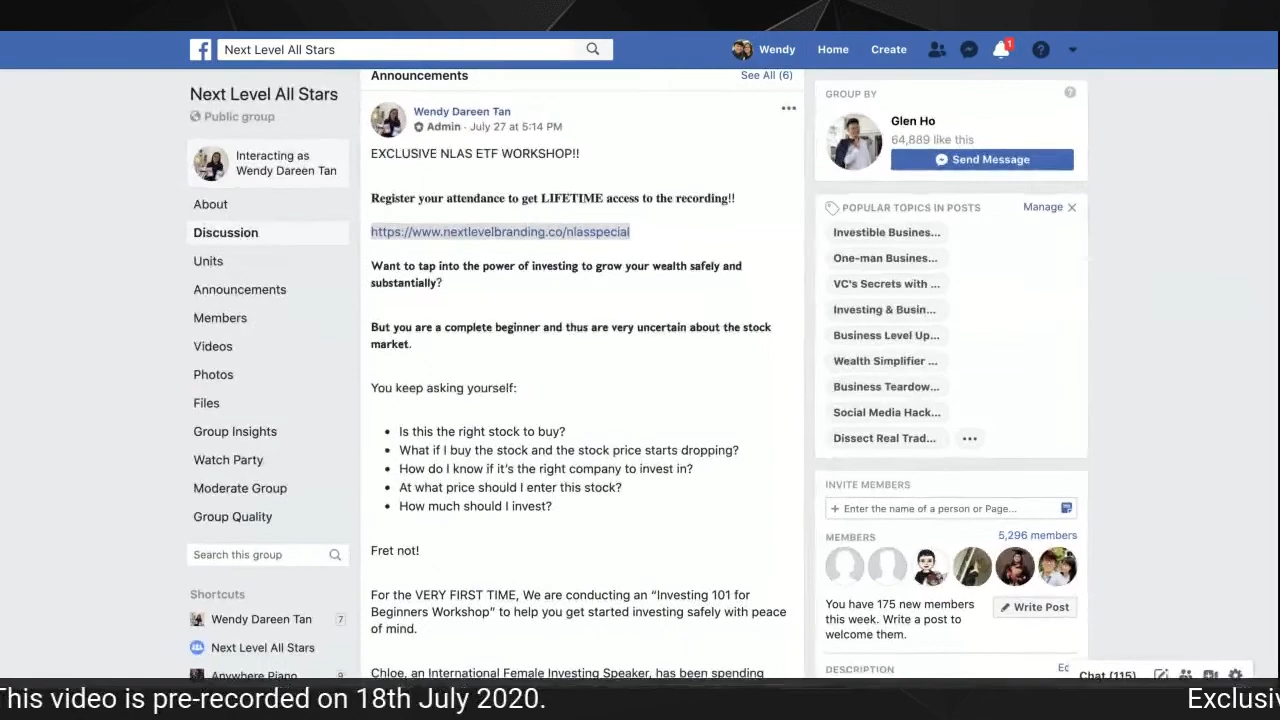 Next Level All Stars
Wendy
Home
Create
1
?
Next Level All Stars
Public group
Interacting as
Wendy Dareen Tan
About
Discussion
Units
Announcements
Members
Videos
Photos
Files
Group Insights
Watch Party
Moderate Group
Group Quality
Search this group
Shortcuts
Wendy Dareen Tan 7
Next Level All Stars
Anywhere Piano 9
Announcements
See All (6)
Wendy Dareen Tan
Admin · July 27 at 5:14 PM
EXCLUSIVE NLAS ETF WORKSHOP!!
Register your attendance to get LIFETIME access to the recording!!
https://www.nextlevelbranding.co/nlasspecial
Want to tap into the power of investing to grow your wealth safely and
substantially?
But you are a complete beginner and thus are very uncertain about the stock
market.
You keep asking yourself:
• Is this the right stock to buy?
• What if I buy the stock and the stock price starts dropping?
• How do I know if it's the right company to invest in?
• At what price should I enter this stock?
• How much should I invest?
Fret not!
For the VERY FIRST TIME, We are conducting an “Investing 101 for
Beginners Workshop” to help you get started investing safely with peace
of mind.
Chloe, an International Female Investing Speaker, has been spending
GROUP BY
?
Glen Ho
64,889 like this
Send Message
POPULAR TOPICS IN POSTS
Manage
Investible Busines...
One-man Busines...
VC's Secrets with ...
Investing & Busin...
Business Level Up...
Wealth Simplifier ...
Business Teardow...
Social Media Hack...
Dissect Real Trad...
INVITE MEMBERS
+ Enter the name of a person or Page...
MEMBERS
5,296 members
You have 175 new members
this week. Write a post to
welcome them.
Write Post
DESCRIPTION
Ed
Chat (115)
This video is pre-recorded on 18th July 2020.
Exclusiv